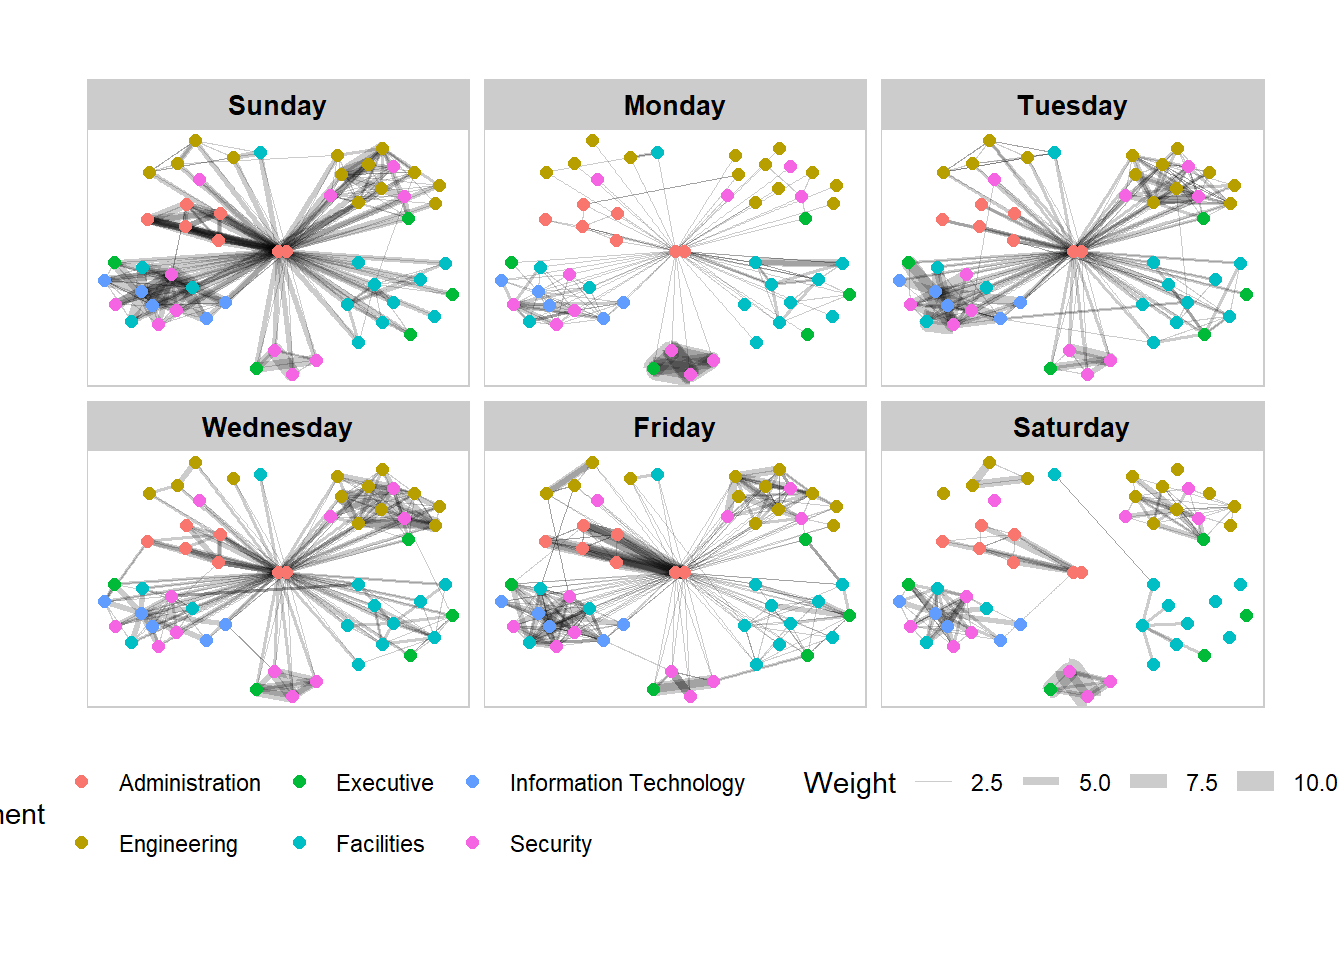 Sunday
Monday
Tuesday
Wednesday
Friday
Saturday
Administration
Executive
Information Technology
Weight
2.5
5.0
7.5
10.0
Engineering
Facilities
Security